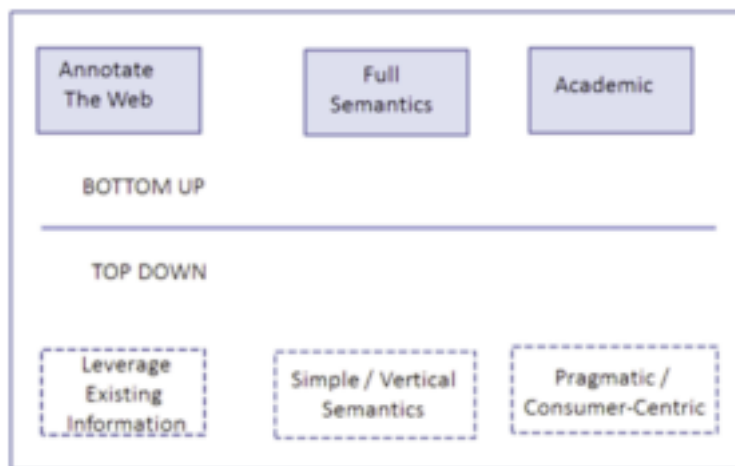 Annotate
The Web
Full
Semantics
Academic
BOTTOM UP
TOP DOWN
Leverage
Existing
Information
Simple / Vertical
Semantics
Pragmatic /
Consumer-Centric